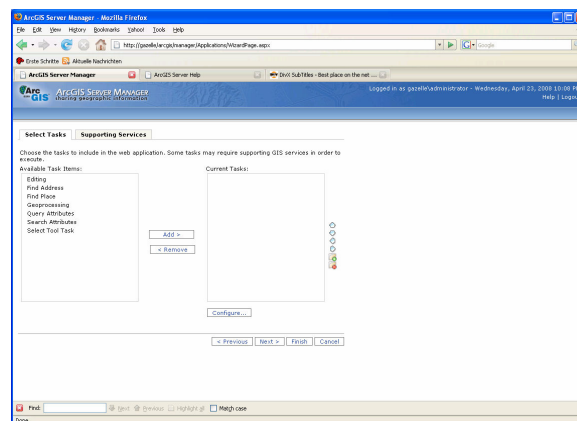 ArcGIS Server Manager - Mozilla Firefox
File Edit View History Bookmarks Yahoo! Tools Help
http://gazelle/arcgis/manager/Applications/WizardPage.aspx
Google
Erste Schritte Aktuelle Nachrichten
ArcGIS Server Manager ArcGIS Server Help DivX SubTitles - Best place on the net ...
Arc GIS ArcGIS Server Manager
sharing geographic information
Logged in as gazelle\administrator - Wednesday, April 23, 2008 10:08 PM
Help | Logou
Select Tasks Supporting Services
Choose the tasks to include in the web application. Some tasks may require supporting GIS services in order to
execute.
Available Task Items: Current Tasks:
Editing
Find Address
Find Place
Geoprocessing
Query Attributes
Search Attributes
Select Tool Task
Add >
< Remove
Configure...
< Previous Next > Finish Cancel
Find: Next Previous Highlight all Match case
Done